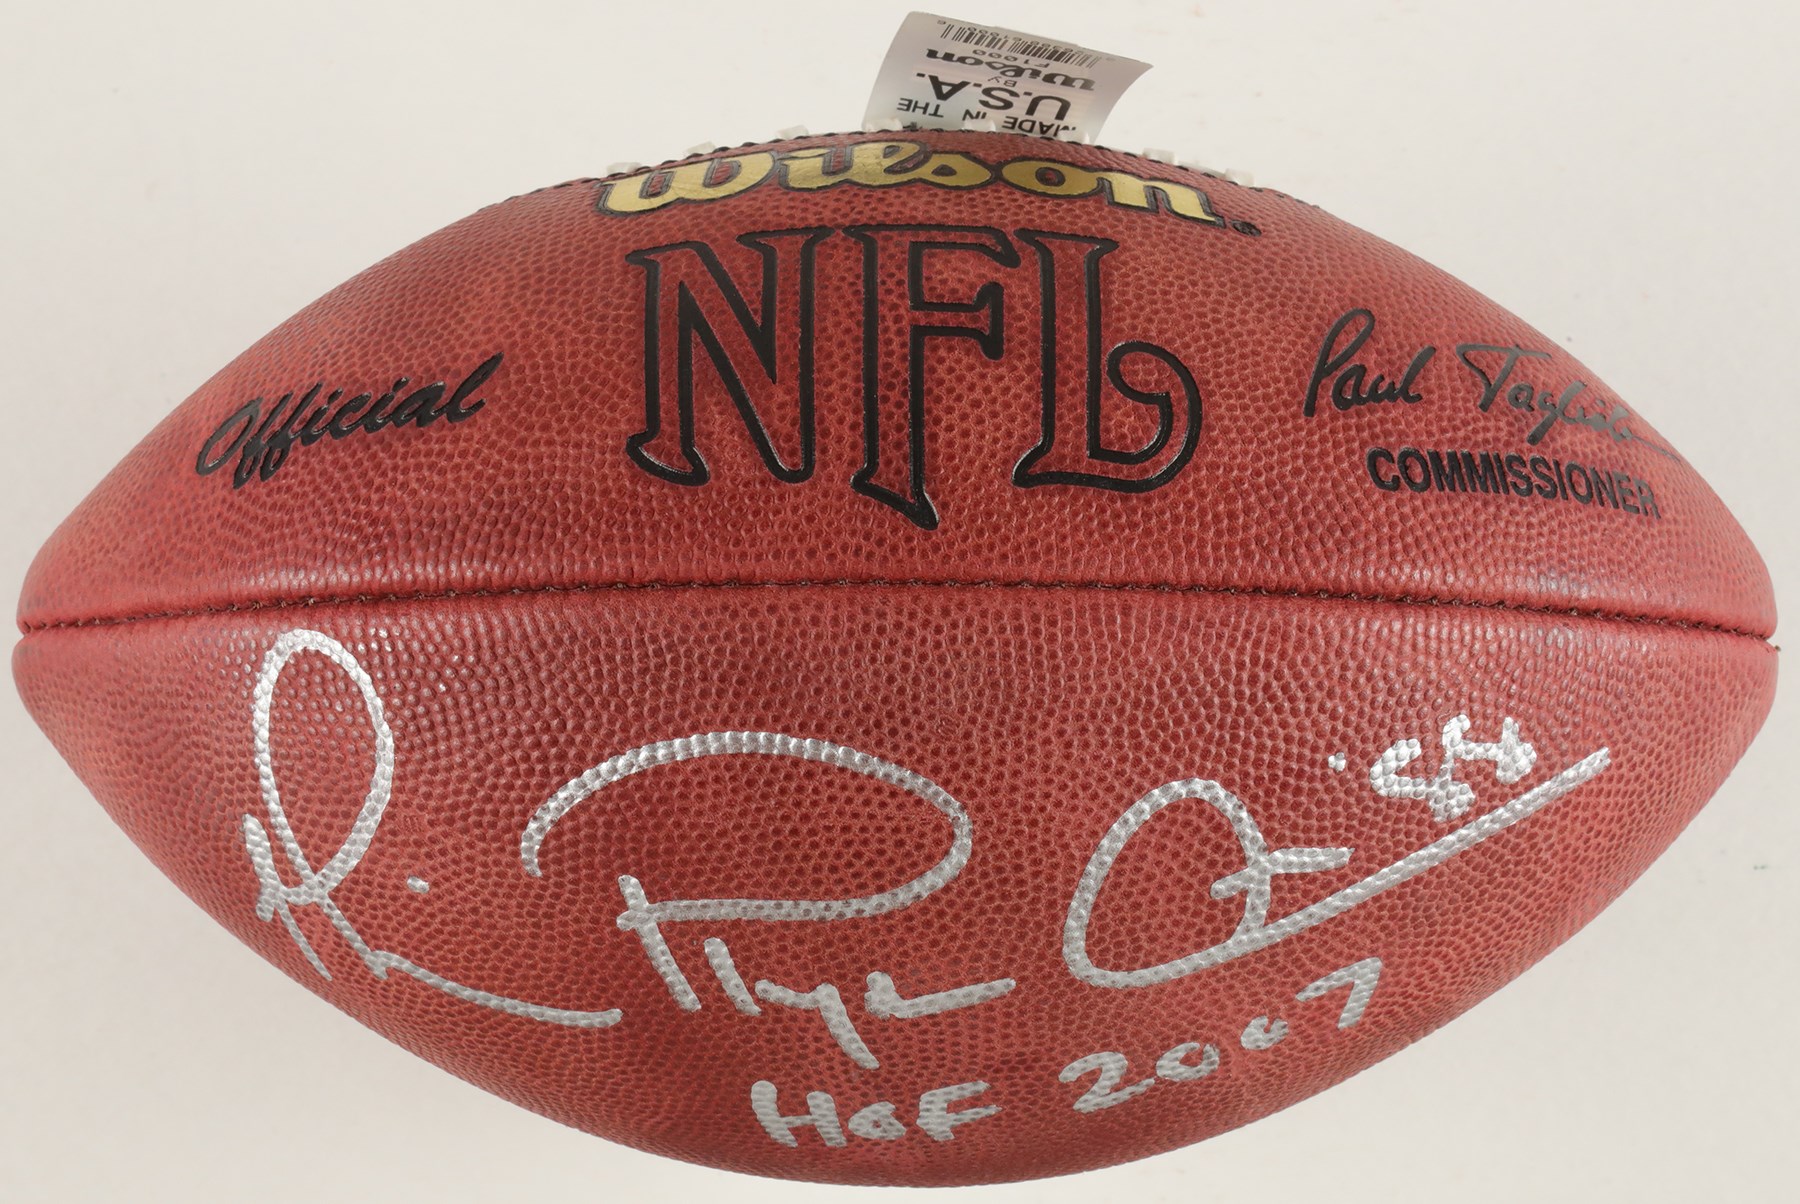 MADE IN THE
U.S.A.
BY
Wilson
F1000
Wilson
NFL
Official
Paul Tagliabue
COMMISSIONER
88
HOF 2007